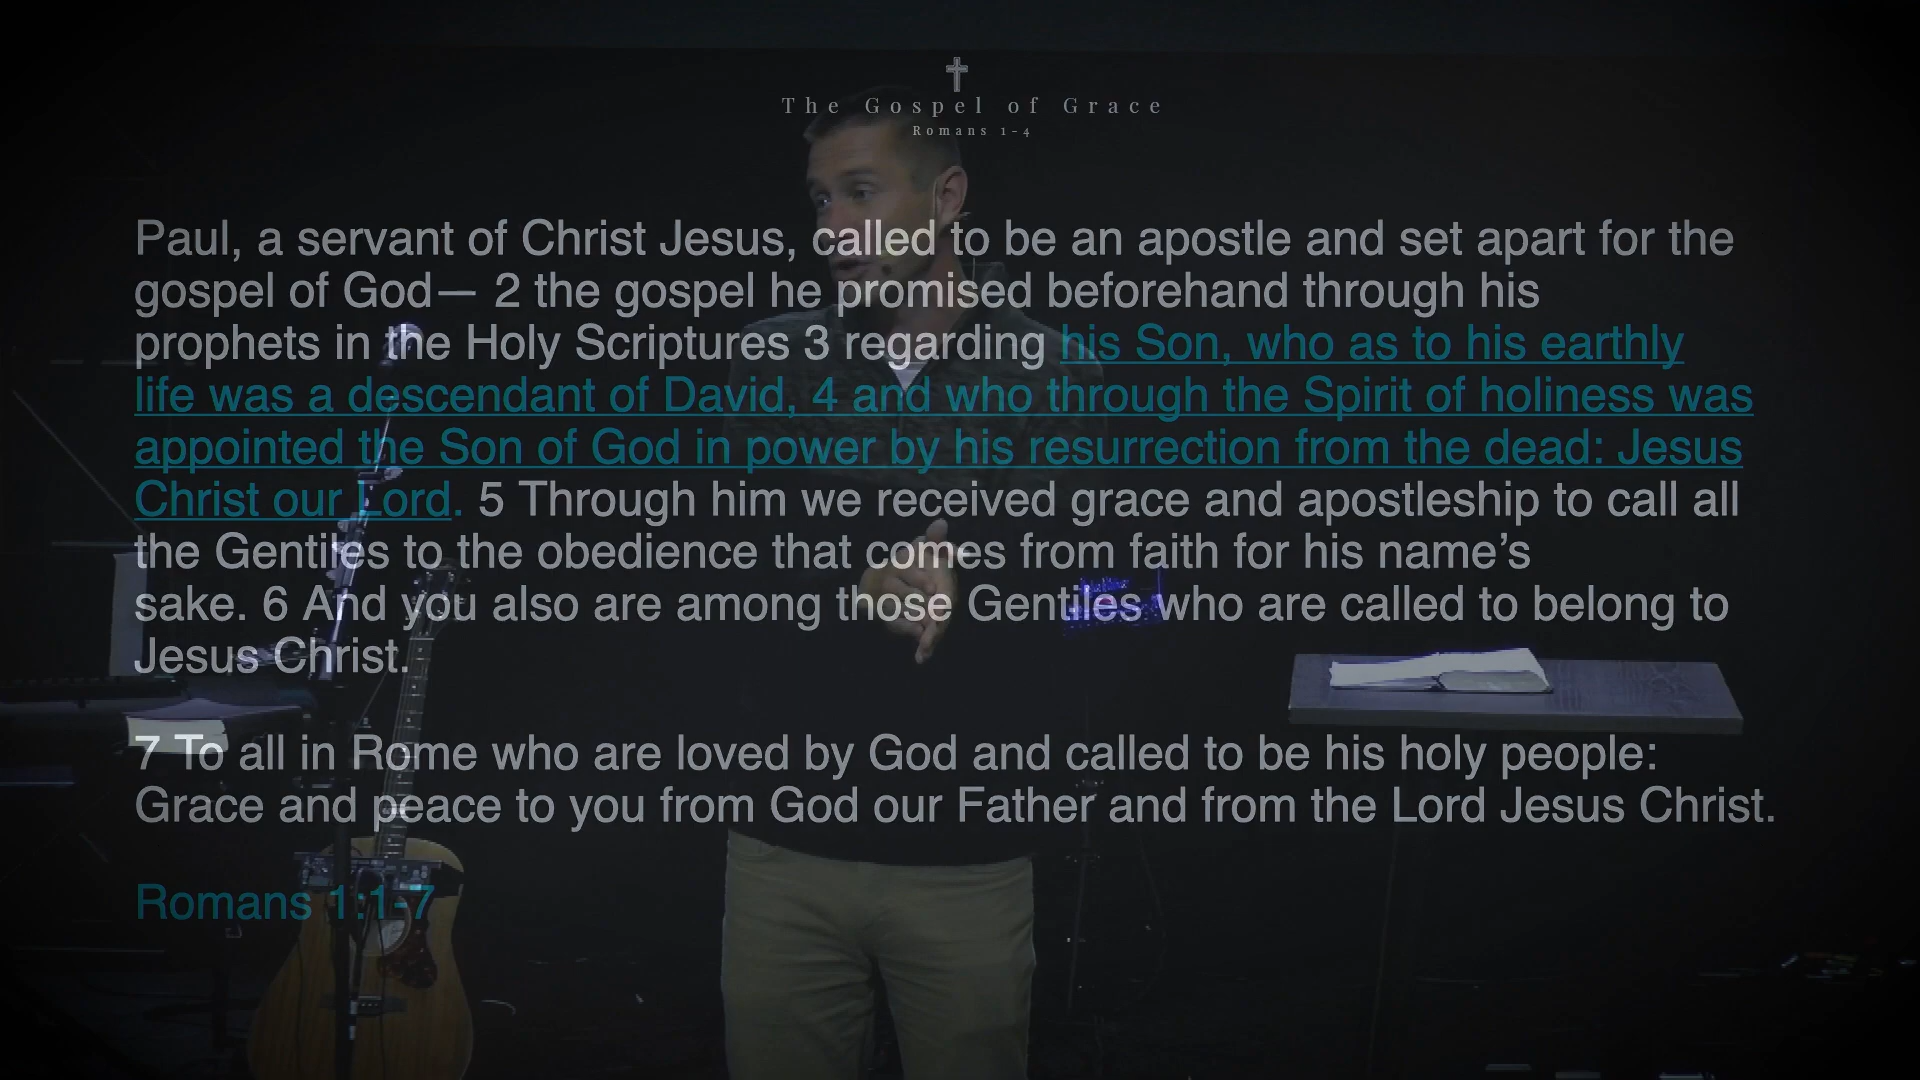 The Gospel of Grace
Romans 1-4
Paul, a servant of Christ Jesus, called to be an apostle and set apart for the
gospel of God— 2 the gospel he promised beforehand through his
prophets in the Holy Scriptures 3 regarding his Son, who as to his earthly
life was a descendant of David, 4 and who through the Spirit of holiness was
appointed the Son of God in power by his resurrection from the dead: Jesus
Christ our Lord. 5 Through him we received grace and apostleship to call all
the Gentiles to the obedience that comes from faith for his name’s
sake. 6 And you also are among those Gentiles who are called to belong to
Jesus Christ.
7 To all in Rome who are loved by God and called to be his holy people:
Grace and peace to you from God our Father and from the Lord Jesus Christ.
Romans 1:1-7